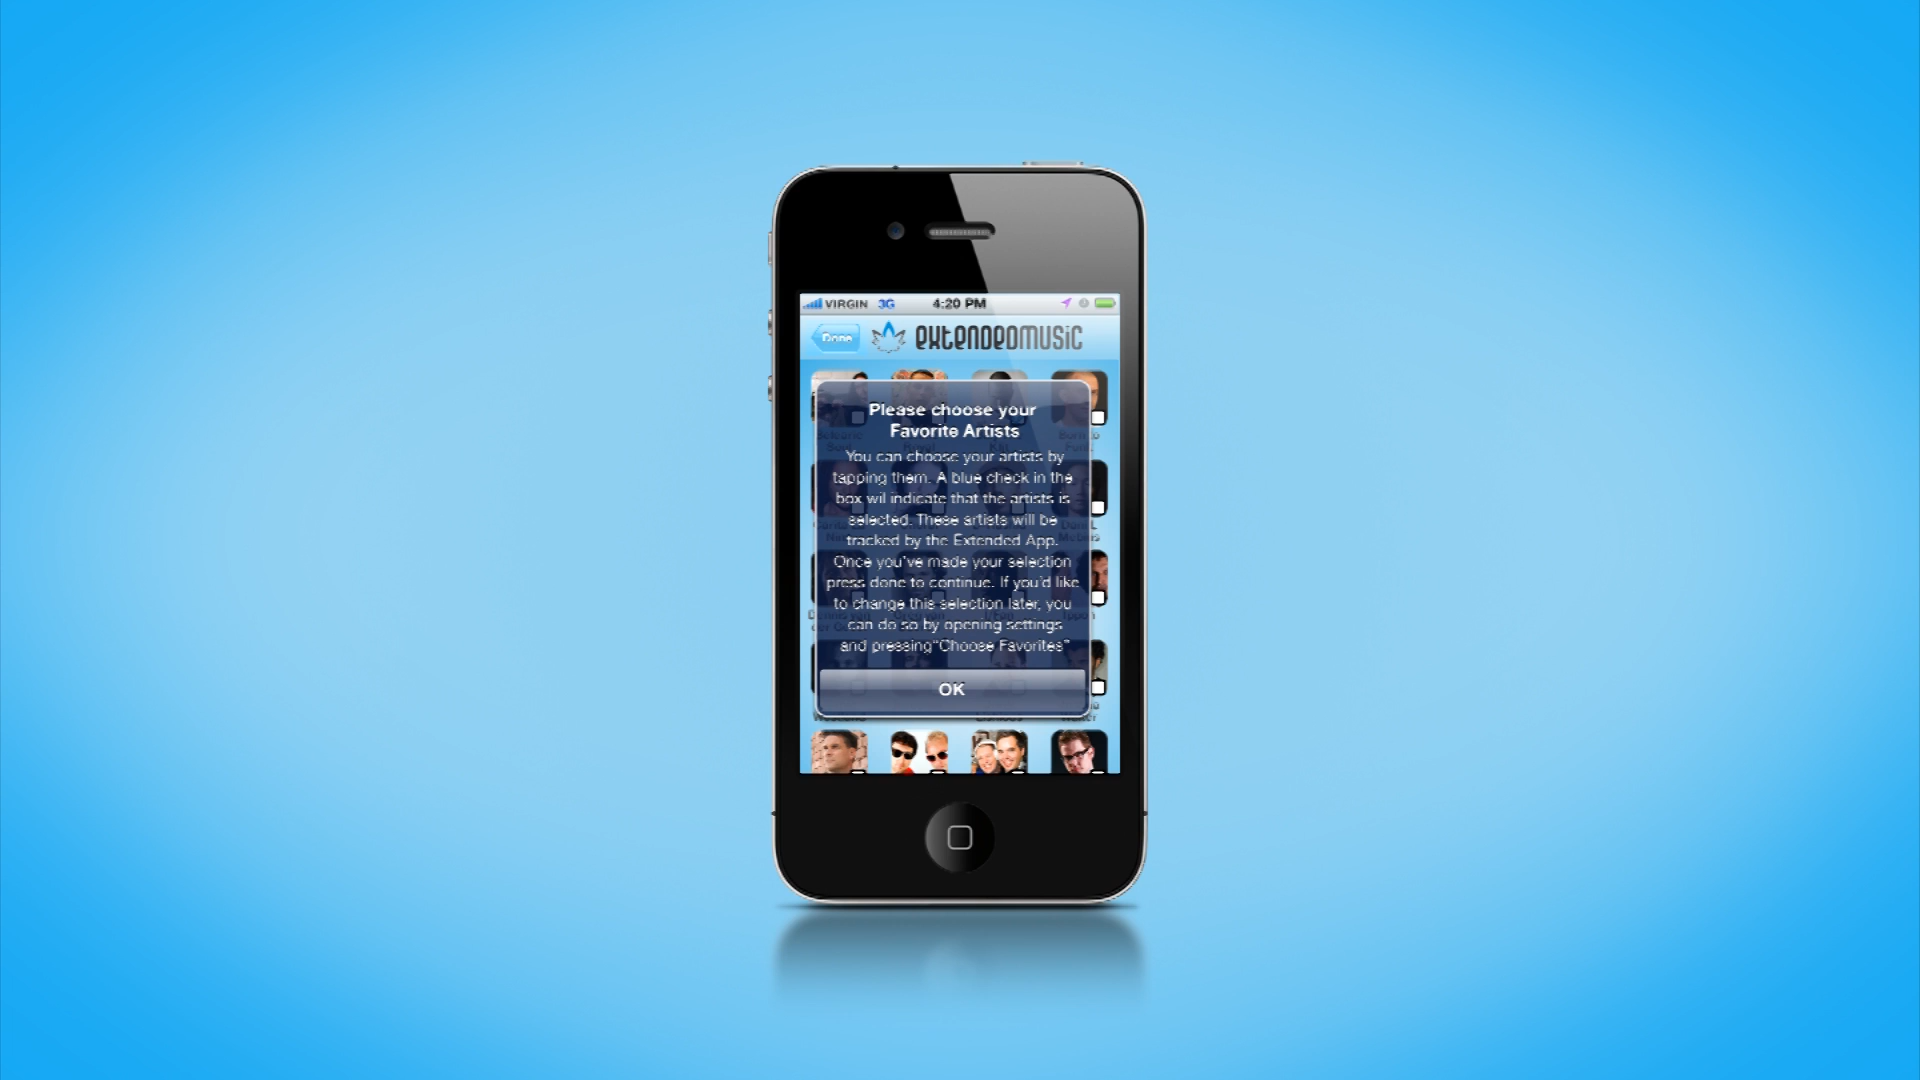 VIRGIN 3G 4:20 PM
Done extendedmusic
Please choose your
Favorite Artists
You can choose your artists by
tapping them. A blue check in the
box wil indicate that the artists is
selected. These artists will be
tracked by the Extended App.
Once you've made your selection
press done to continue. If you'd like
to change this selection later, you
can do so by opening settings
and pressing"Choose Favorites"
OK